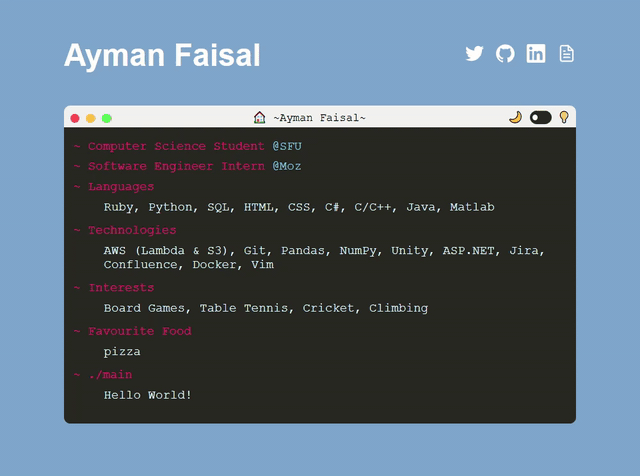 Ayman Faisal
~Ayman Faisal~
~ Computer Science Student @SFU
~ Software Engineer Intern @Moz
~ Languages
Ruby, Python, SQL, HTML, CSS, C#, C/C++, Java, Matlab
~ Technologies
AWS (Lambda & S3), Git, Pandas, NumPy, Unity, ASP.NET, Jira,
Confluence, Docker, Vim
~ Interests
Board Games, Table Tennis, Cricket, Climbing
~ Favourite Food
pizza
~ ./main
Hello World!